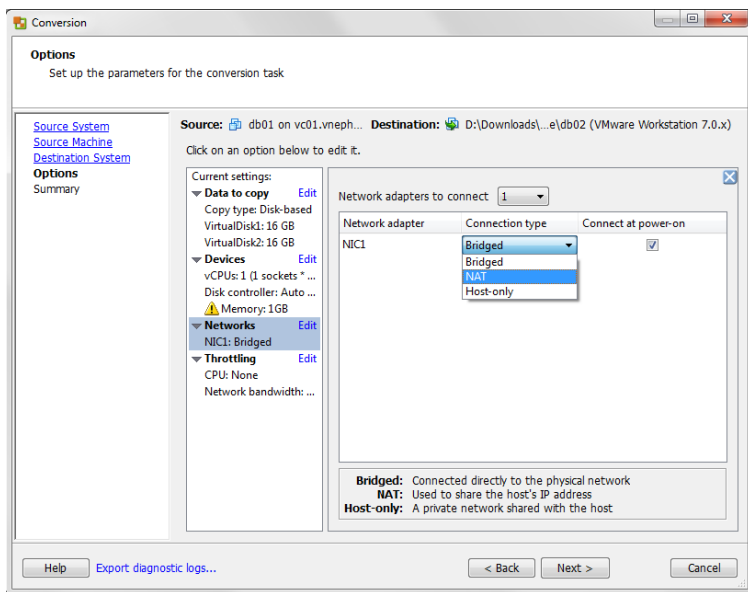 Conversion
Options
Set up the parameters for the conversion task
Source System
Source Machine
Destination System
Options
Summary
Source: db01 on vc01.vneph... Destination: D:\Downloads\...e\db02 (VMware Workstation 7.0.x)
Click on an option below to edit it.
Current settings:
Data to copy Edit
Copy type: Disk-based
VirtualDisk1: 16 GB
VirtualDisk2: 16 GB
Devices Edit
vCPUs: 1 (1 sockets * ...
Disk controller: Auto ...
Memory: 1GB
Networks Edit
NIC1: Bridged
Throttling Edit
CPU: None
Network bandwidth: ...
Network adapters to connect 1
Network adapter Connection type Connect at power-on
NIC1 Bridged
Bridged
NAT
Host-only
Bridged: Connected directly to the physical network
NAT: Used to share the host's IP address
Host-only: A private network shared with the host
Help Export diagnostic logs... < Back Next > Cancel